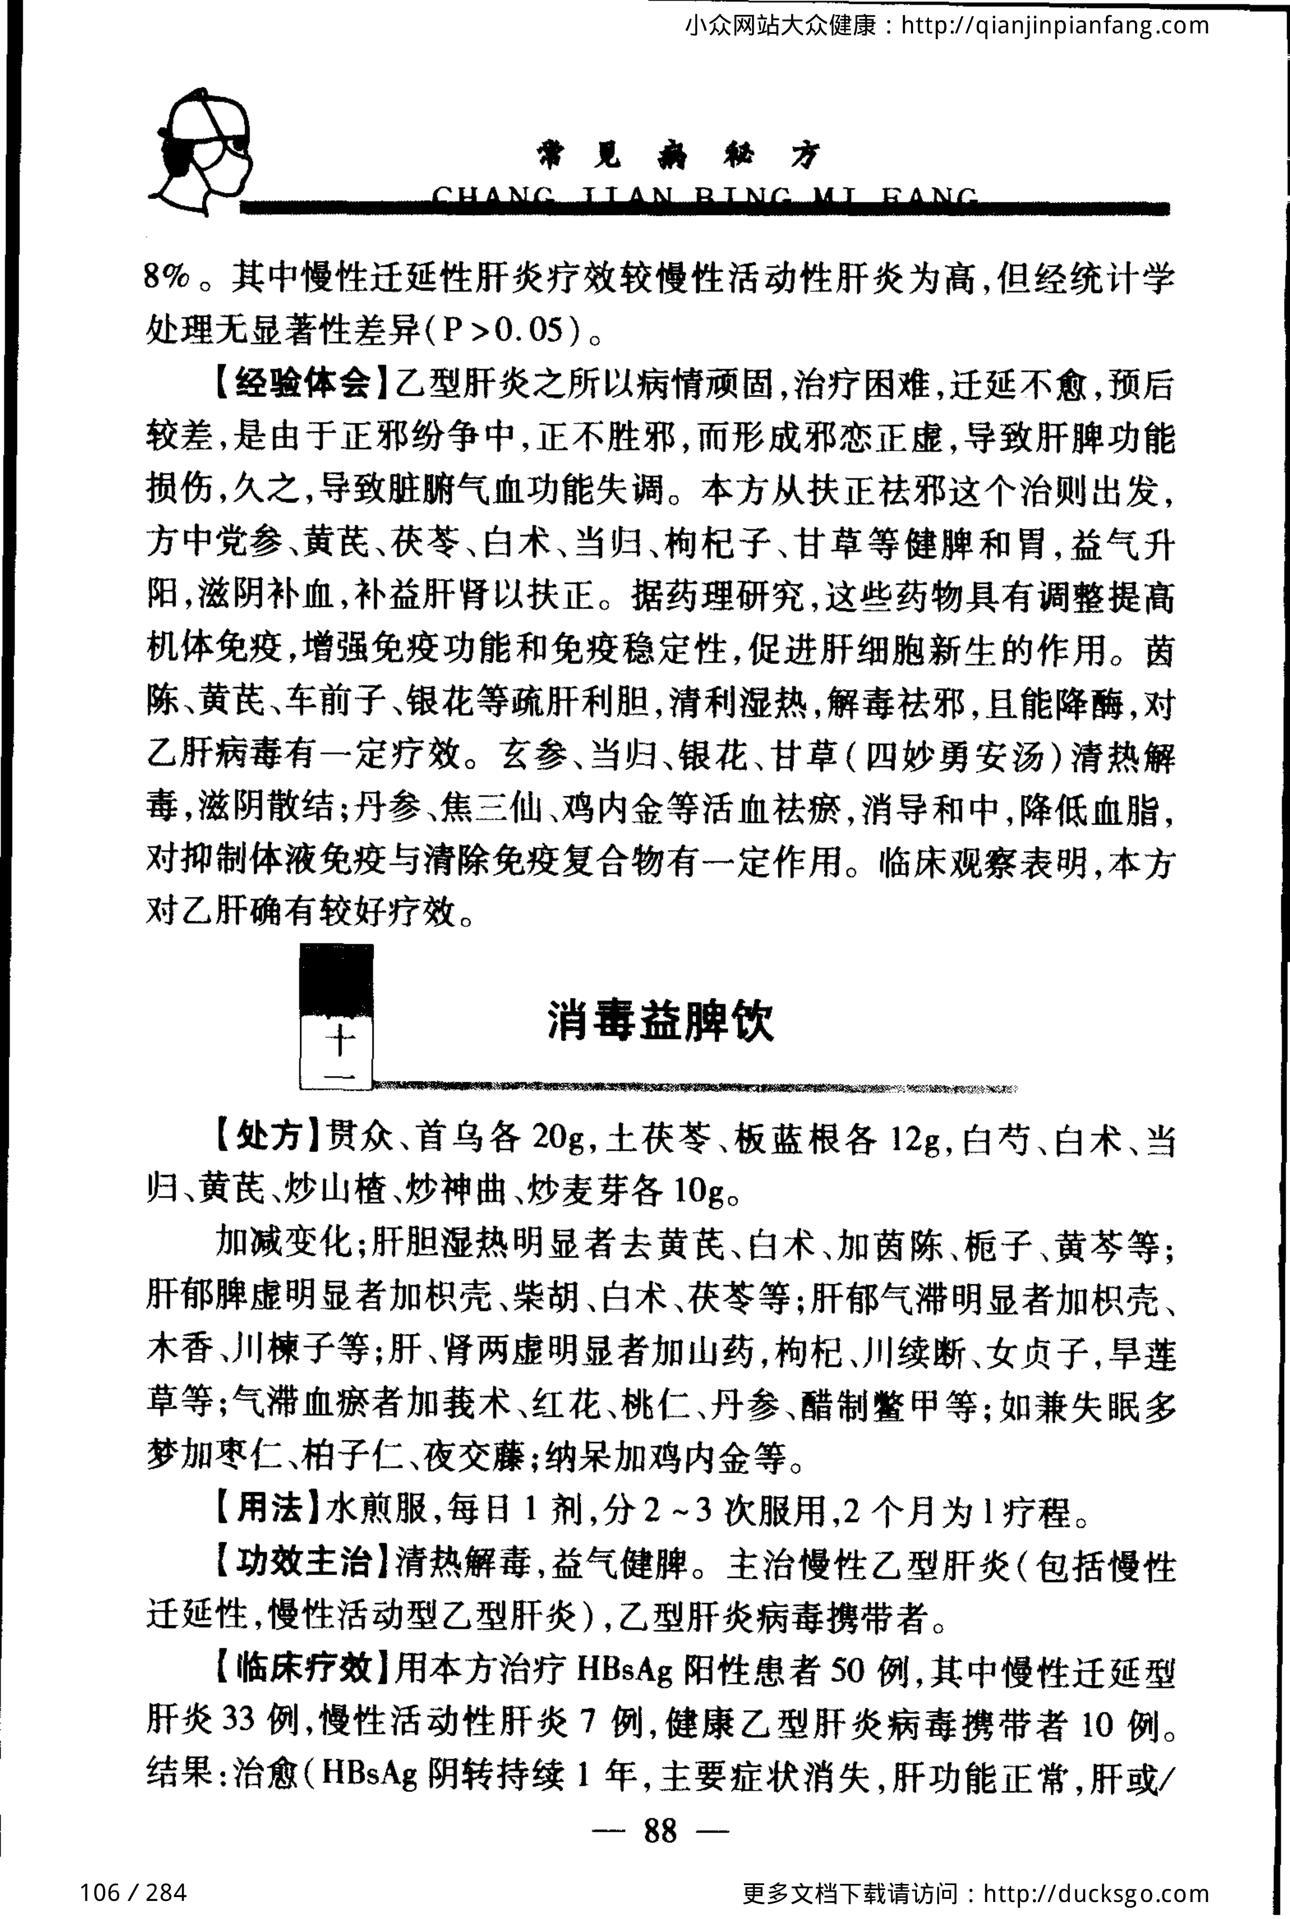 小众网站大众健康：http://qianjinpianfang.com
常见病秘方
CHANG JIAN BING MI FANG
8%。其中慢性迁延性肝炎疗效较慢性活动性肝炎为高,但经统计学
处理无显著性差异(P>0.05)。
【经验体会】乙型肝炎之所以病情顽固,治疗困难,迁延不愈,预后
较差,是由于正邪纷争中,正不胜邪,而形成邪恋正虚,导致肝脾功能
损伤,久之,导致脏腑气血功能失调。本方从扶正祛邪这个治则出发,
方中党参、黄芪、茯苓、白术、当归、枸杞子、甘草等健脾和胃,益气升
阳,滋阴补血,补益肝肾以扶正。据药理研究,这些药物具有调整提高
机体免疫,增强免疫功能和免疫稳定性,促进肝细胞新生的作用。茵
陈、黄芪、车前子、银花等疏肝利胆,清利湿热,解毒祛邪,且能降酶,对
乙肝病毒有一定疗效。玄参、当归、银花、甘草(四妙勇安汤)清热解
毒,滋阴散结;丹参、焦三仙、鸡内金等活血祛瘀,消导和中,降低血脂,
对抑制体液免疫与清除免疫复合物有一定作用。临床观察表明,本方
对乙肝确有较好疗效。
十一
消毒益脾饮
【处方】贯众、首乌各 20g,土茯苓、板蓝根各 12g,白芍、白术、当
归、黄芪、炒山楂、炒神曲、炒麦芽各 10g。
加减变化;肝胆湿热明显者去黄芪、白术、加茵陈、栀子、黄芩等;
肝郁脾虚明显者加枳壳、柴胡、白术、茯苓等;肝郁气滞明显者加枳壳、
木香、川楝子等;肝、肾两虚明显者加山药,枸杞、川续断、女贞子,旱莲
草等;气滞血瘀者加莪术、红花、桃仁、丹参、醋制鳖甲等;如兼失眠多
梦加枣仁、柏子仁、夜交藤;纳呆加鸡内金等。
【用法】水煎服,每日 1 剂,分 2~3 次服用,2 个月为 1 疗程。
【功效主治】清热解毒,益气健脾。主治慢性乙型肝炎(包括慢性
迁延性,慢性活动型乙型肝炎),乙型肝炎病毒携带者。
【临床疗效】用本方治疗 HBsAg 阳性患者 50 例,其中慢性迁延型
肝炎 33 例,慢性活动性肝炎 7 例,健康乙型肝炎病毒携带者 10 例。
结果:治愈(HBsAg 阴转持续 1 年,主要症状消失,肝功能正常,肝或/
— 88 —
106 / 284
更多文档下载请访问：http://ducksgo.com